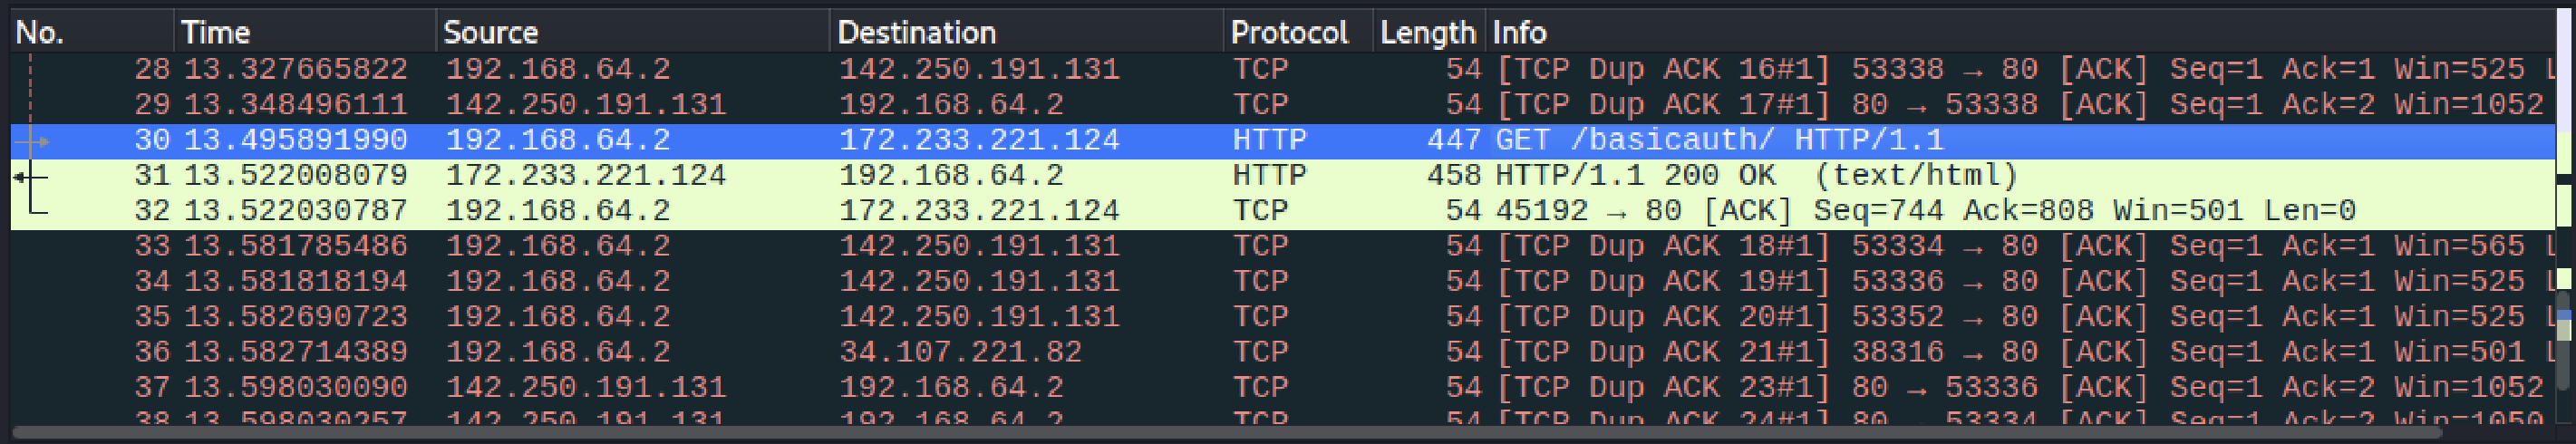 No. Time Source Destination Protocol Length Info
28 13.327665822 192.168.64.2 142.250.191.131 TCP 54 [TCP Dup ACK 16#1] 53338 → 80 [ACK] Seq=1 Ack=1 Win=525 L
29 13.348496111 142.250.191.131 192.168.64.2 TCP 54 [TCP Dup ACK 17#1] 80 → 53338 [ACK] Seq=1 Ack=2 Win=1052
30 13.495891990 192.168.64.2 172.233.221.124 HTTP 447 GET /basicauth/ HTTP/1.1
31 13.522008079 172.233.221.124 192.168.64.2 HTTP 458 HTTP/1.1 200 OK (text/html)
32 13.522030787 192.168.64.2 172.233.221.124 TCP 54 45192 → 80 [ACK] Seq=744 Ack=808 Win=501 Len=0
33 13.581785486 192.168.64.2 142.250.191.131 TCP 54 [TCP Dup ACK 18#1] 53334 → 80 [ACK] Seq=1 Ack=1 Win=565 L
34 13.581818194 192.168.64.2 142.250.191.131 TCP 54 [TCP Dup ACK 19#1] 53336 → 80 [ACK] Seq=1 Ack=1 Win=525 L
35 13.582690723 192.168.64.2 142.250.191.131 TCP 54 [TCP Dup ACK 20#1] 53352 → 80 [ACK] Seq=1 Ack=1 Win=525 L
36 13.582714389 192.168.64.2 34.107.221.82 TCP 54 [TCP Dup ACK 21#1] 38316 → 80 [ACK] Seq=1 Ack=1 Win=501 L
37 13.598030090 142.250.191.131 192.168.64.2 TCP 54 [TCP Dup ACK 23#1] 80 → 53336 [ACK] Seq=1 Ack=2 Win=1052
38 13.598030257 142.250.191.131 192.168.64.2 TCP 54 [TCP Dup ACK 24#1] 80 → 53334 [ACK] Seq=1 Ack=2 Win=1050